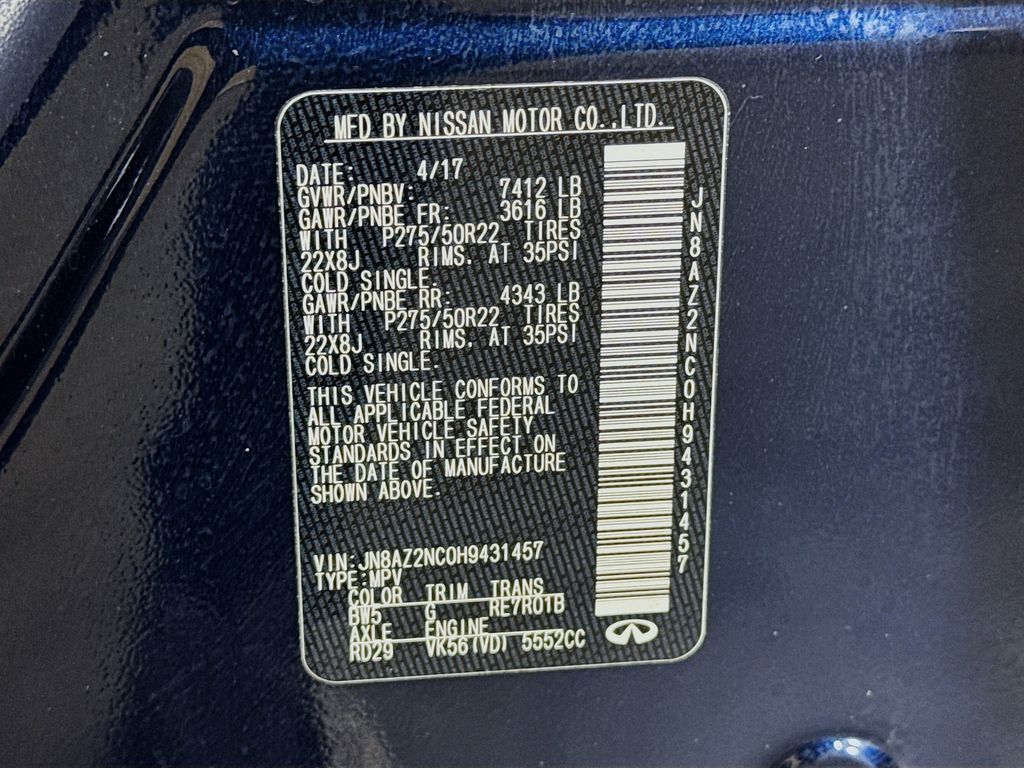 MFD BY NISSAN MOTOR CO.,LTD.
DATE: 4/17
GVWR/PNBV: 7412 LB
GAWR/PNBE FR: 3616 LB
WITH P275/50R22 TIRES
22X8J RIMS. AT 35PSI
COLD SINGLE.
GAWR/PNBE RR: 4343 LB
WITH P275/50R22 TIRES
22X8J RIMS. AT 35PSI
COLD SINGLE.
THIS VEHICLE CONFORMS TO
ALL APPLICABLE FEDERAL
MOTOR VEHICLE SAFETY
STANDARDS IN EFFECT ON
THE DATE OF MANUFACTURE
SHOWN ABOVE.
VIN:JN8AZ2NC0H9431457
TYPE:MPV
COLOR TRIM TRANS
BW5 G RE7R01B
AXLE ENGINE
RD29 VK56(VD) 5552CC
JN8AZ2NC0H9431457